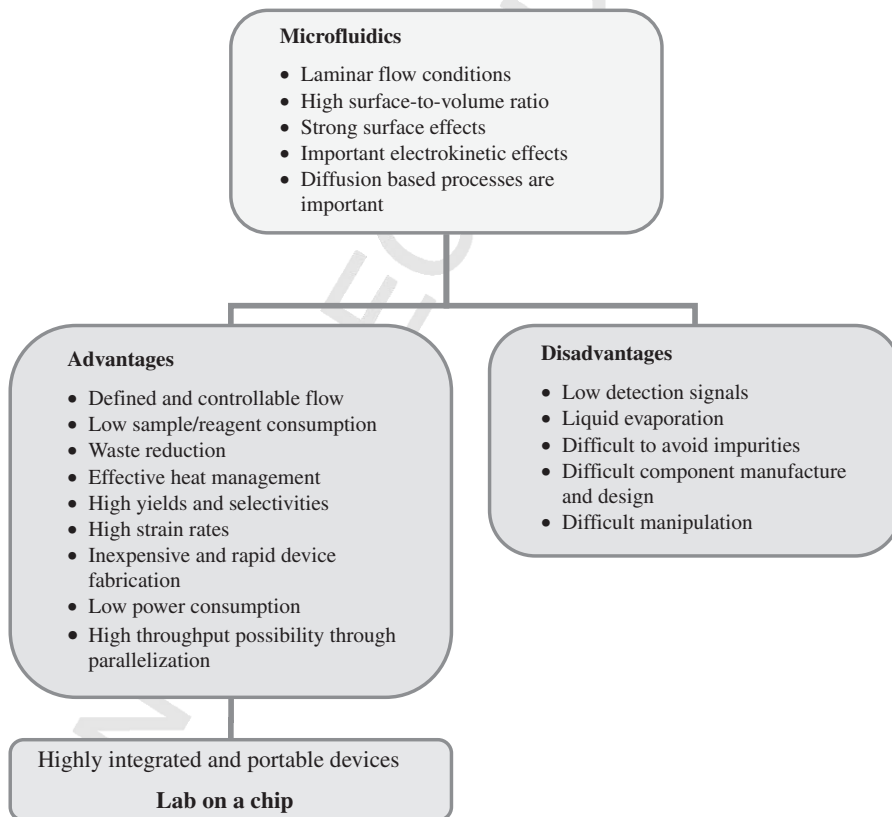 Microfluidics
• Laminar flow conditions
• High surface-to-volume ratio
• Strong surface effects
• Important electrokinetic effects
• Diffusion based processes are
important
Advantages
• Defined and controllable flow
• Low sample/reagent consumption
• Waste reduction
• Effective heat management
• High yields and selectivities
• High strain rates
• Inexpensive and rapid device
fabrication
• Low power consumption
• High throughput possibility through
parallelization
Disadvantages
• Low detection signals
• Liquid evaporation
• Difficult to avoid impurities
• Difficult component manufacture
and design
• Difficult manipulation
Highly integrated and portable devices
Lab on a chip